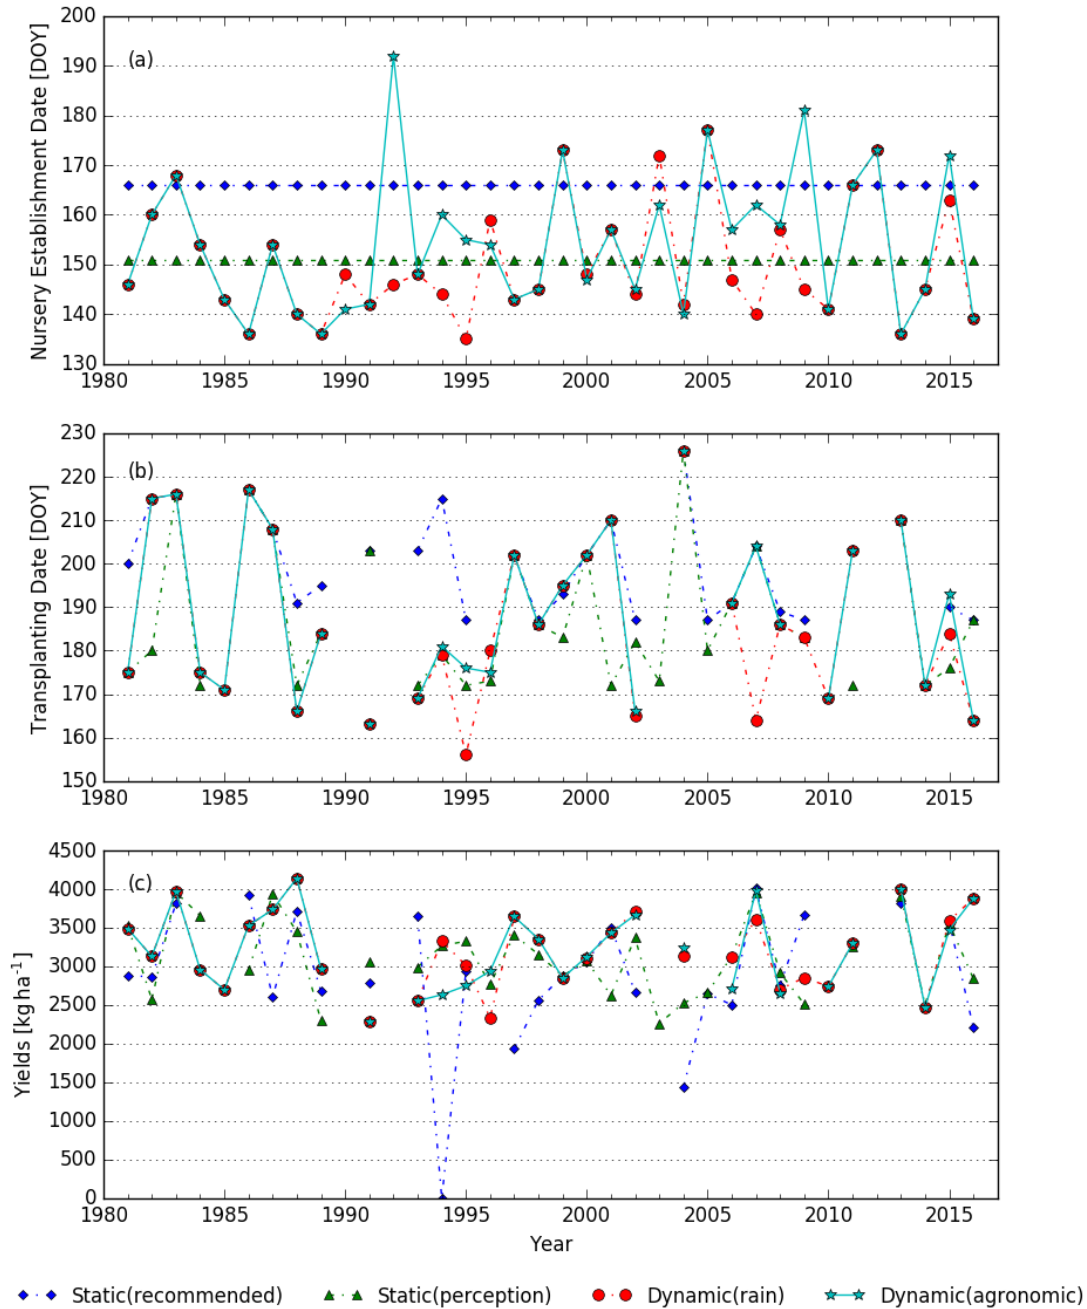 200
190
180
170
160
150
140
130
Nursery Establishment Date [DOY]
(a)
1980 1985 1990 1995 2000 2005 2010 2015
230
220
210
200
190
180
170
160
150
Transplanting Date [DOY]
(b)
1980 1985 1990 1995 2000 2005 2010 2015
4500
4000
3500
3000
2500
2000
1500
1000
500
0
Yields [kg ha⁻¹]
(c)
1980 1985 1990 1995 2000 2005 2010 2015
Year
Static(recommended) Static(perception) Dynamic(rain) Dynamic(agronomic)